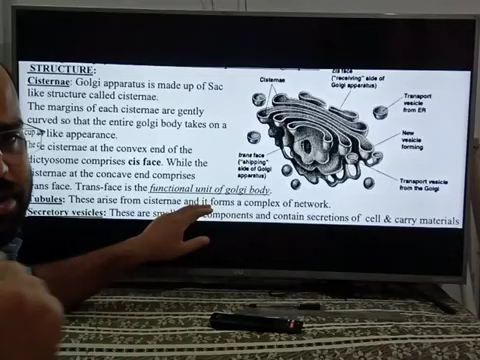 STRUCTURE:
Cisternae: Golgi apparatus is made up of Sac
like structure called cisternae.
The margins of each cisternae are gently
curved so that the entire golgi body takes on a
cup like appearance.
The cisternae at the convex end of the
dictyosome comprises cis face. While the
cisternae at the concave end comprises
trans face. Trans-face is the functional unit of golgi body.
Tubules: These arise from cisternae and it forms a complex of network.
Secretory vesicles: These are components and contain secretions of cell & carry materials
Cisternae
cis face
("receiving" side of
Golgi apparatus)
Transport
vesicle
from ER
New
vesicle
forming
trans face
("shipping"
side of Golgi
apparatus)
Transport vesicle
from the Golgi